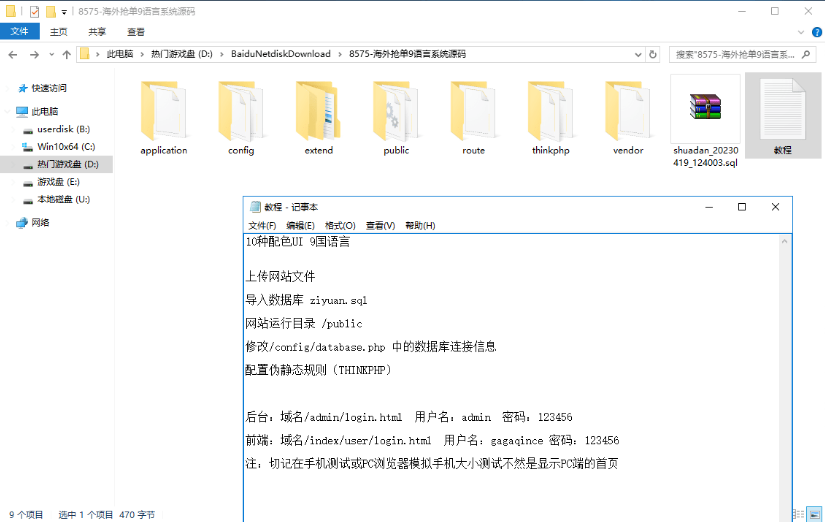 8575-海外抢单9语言系统源码
文件 主页 共享 查看
此电脑 热门游戏盘 (D:) BaiduNetdiskDownload 8575-海外抢单9语言系统源码
搜索"8575-海外抢单9语言系...
快速访问
此电脑
userdisk (B:)
Win10x64 (C:)
热门游戏盘 (D:)
游戏盘 (E:)
本地磁盘 (U:)
网络
application config extend public route thinkphp vendor
shuadan_20230
419_124003.sql
教程
教程 - 记事本
文件(F) 编辑(E) 格式(O) 查看(V) 帮助(H)
10种配色UI 9国语言
上传网站文件
导入数据库 ziyuan.sql
网站运行目录 /public
修改/config/database.php 中的数据库连接信息
配置伪静态规则（THINKPHP）
后台：域名/admin/login.html 用户名：admin 密码：123456
前端：域名/index/user/login.html 用户名：gagaqince 密码：123456
注：切记在手机测试或PC浏览器模拟手机大小测试不然是显示PC端的首页
9 个项目 选中 1 个项目 470 字节